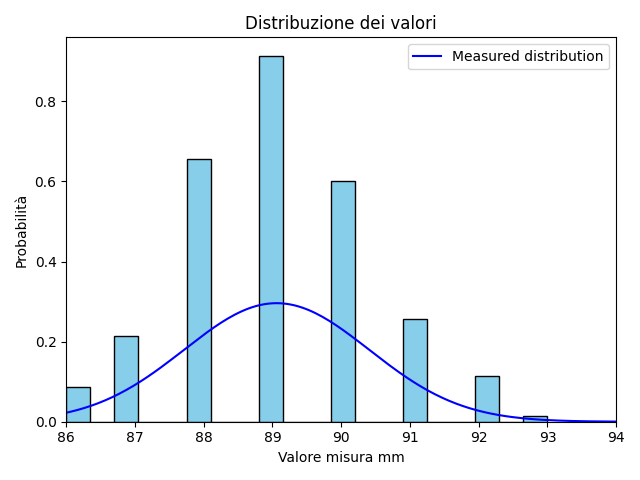 Distribuzione dei valori
Measured distribution
Probabilità
0.8
0.6
0.4
0.2
0.0
86 87 88 89 90 91 92 93 94
Valore misura mm